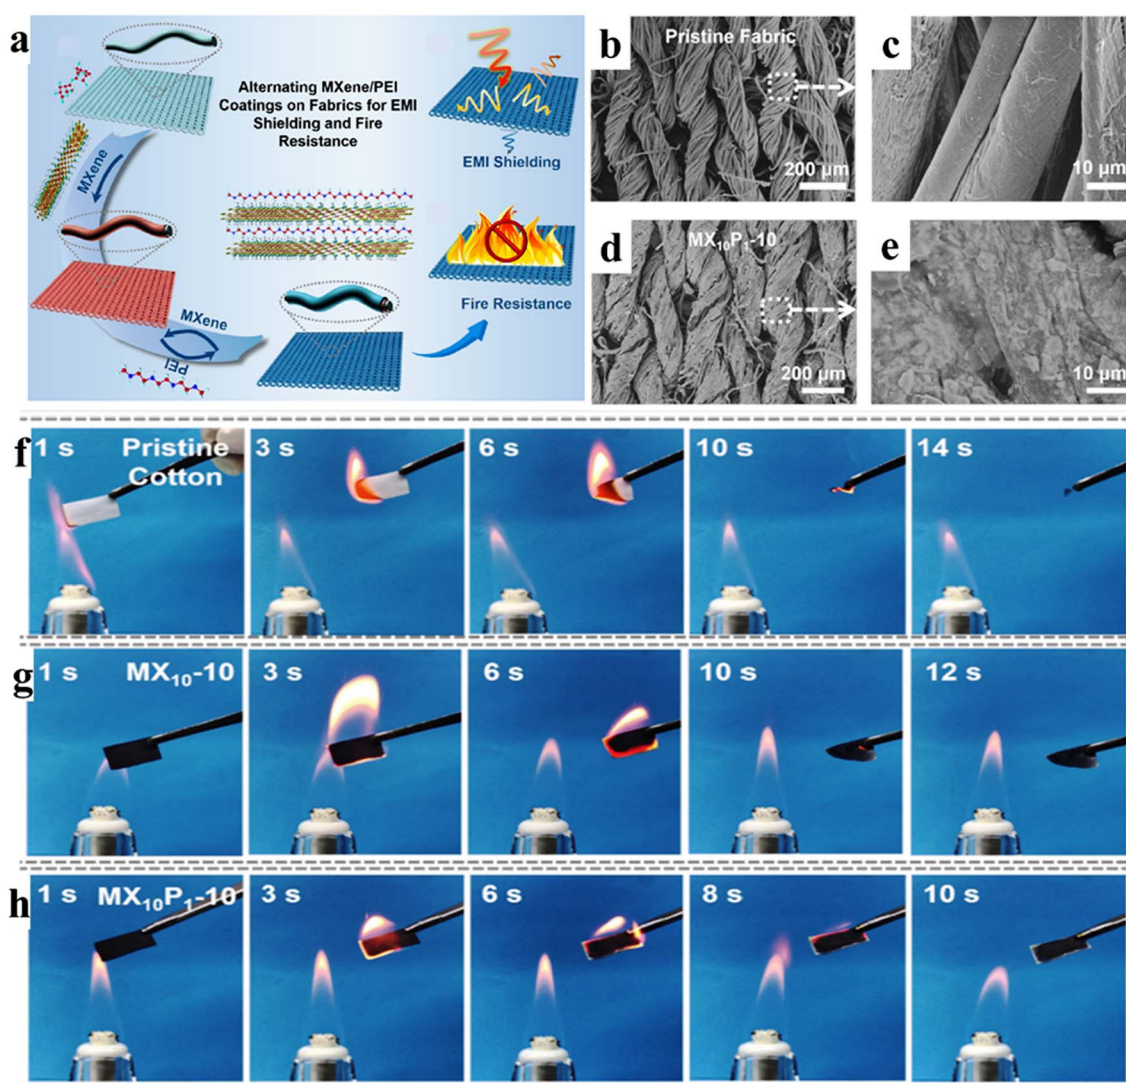 a
Alternating MXene/PEI
Coatings on Fabrics for EMI
Shielding and Fire
Resistance
EMI Shielding
MXene
Fire Resistance
MXene
PEI
b
Pristine Fabric
200 µm
c
10 µm
d
MX₁₀P₁-10
200 µm
e
10 µm
f
1 s Pristine
Cotton
3 s
6 s
10 s
14 s
g
1 s MX₁₀-10
3 s
6 s
10 s
12 s
h
1 s MX₁₀P₁-10
3 s
6 s
8 s
10 s